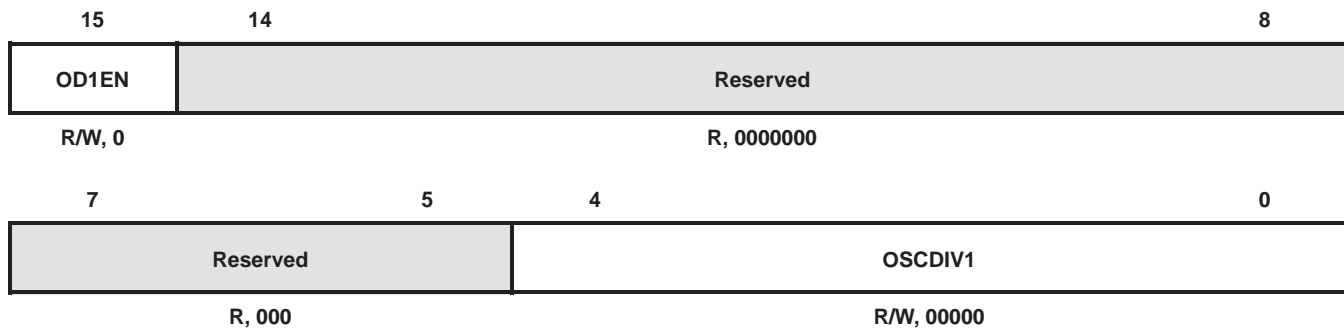 15 14 8
OD1EN Reserved
R/W, 0 R, 0000000
7 5 4 0
Reserved OSCDIV1
R, 000 R/W, 00000